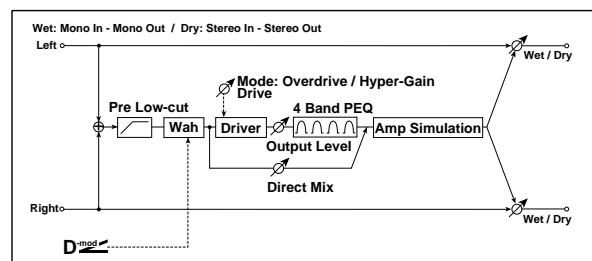 Wet: Mono In - Mono Out / Dry: Stereo In - Stereo Out
Left
Wet / Dry
Mode: Overdrive / Hyper-Gain
Drive
Pre Low-cut
4 Band PEQ
Wah
Driver
Amp Simulation
Output Level
Direct Mix
Right
Wet / Dry
D-mod